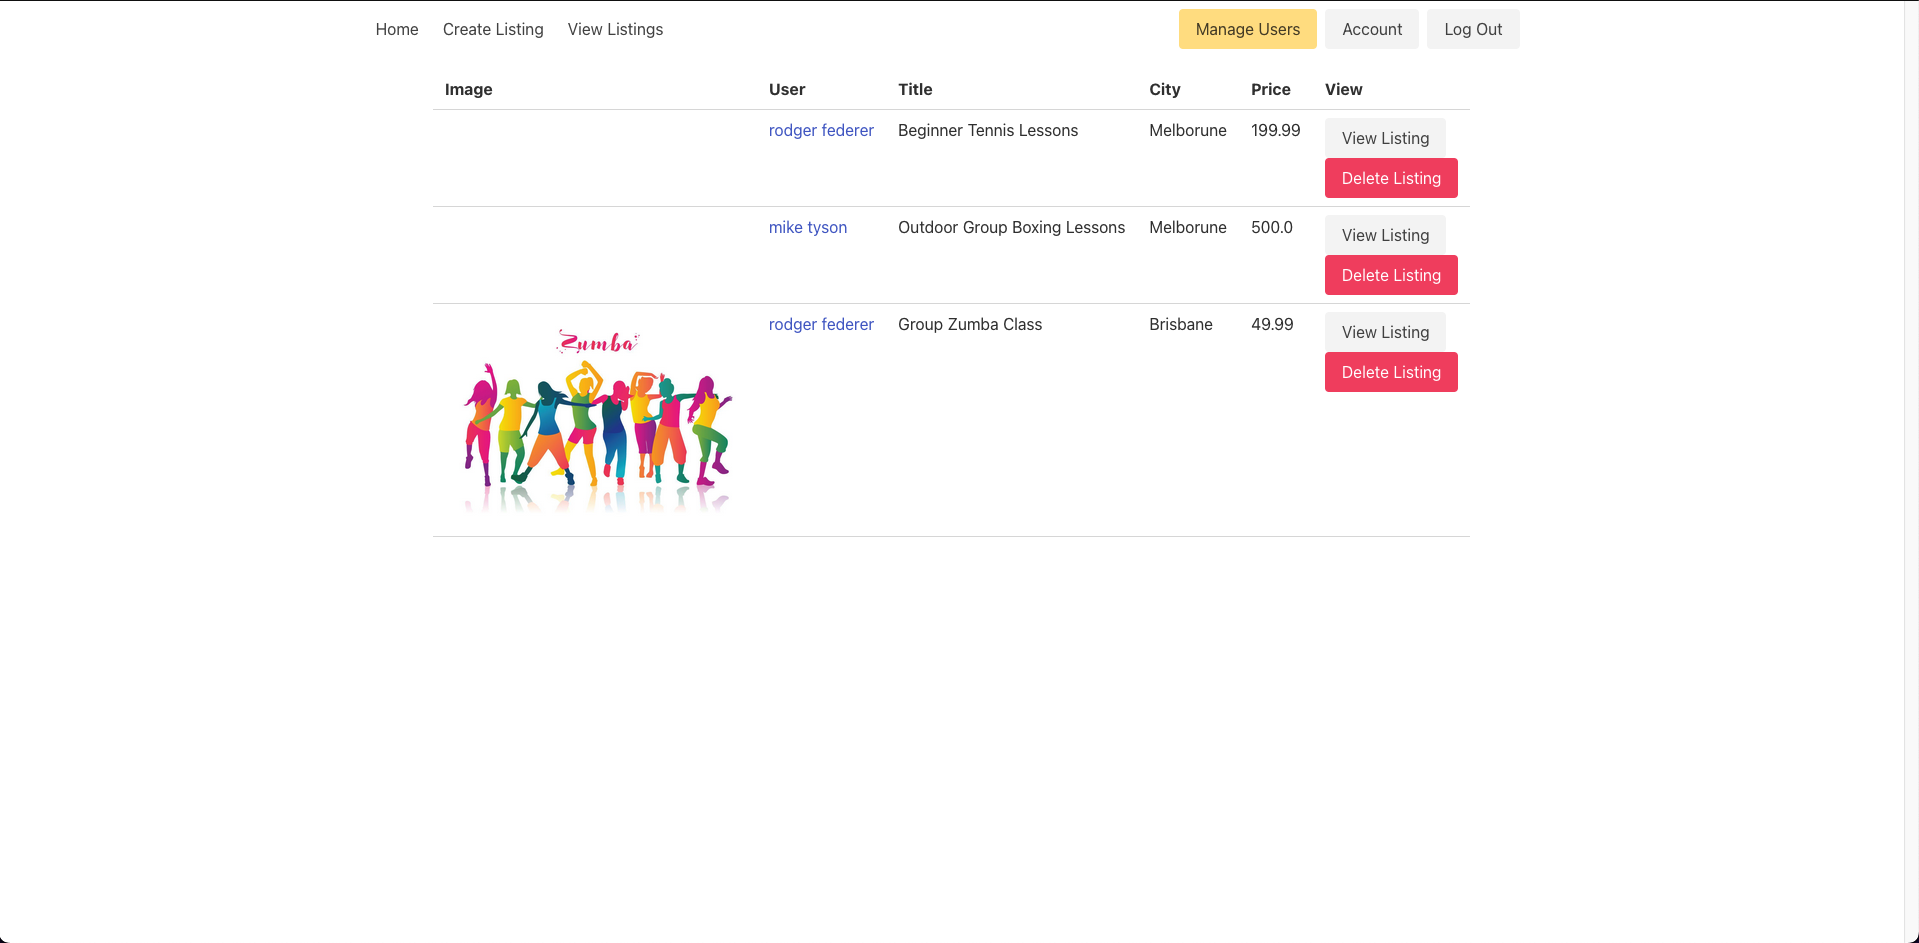 Home Create Listing View Listings Manage Users Account Log Out
Image User Title City Price View
rodger federer Beginner Tennis Lessons Melborune 199.99 View Listing
Delete Listing
mike tyson Outdoor Group Boxing Lessons Melborune 500.0 View Listing
Delete Listing
rodger federer Group Zumba Class Brisbane 49.99 View Listing
Zumba
Delete Listing